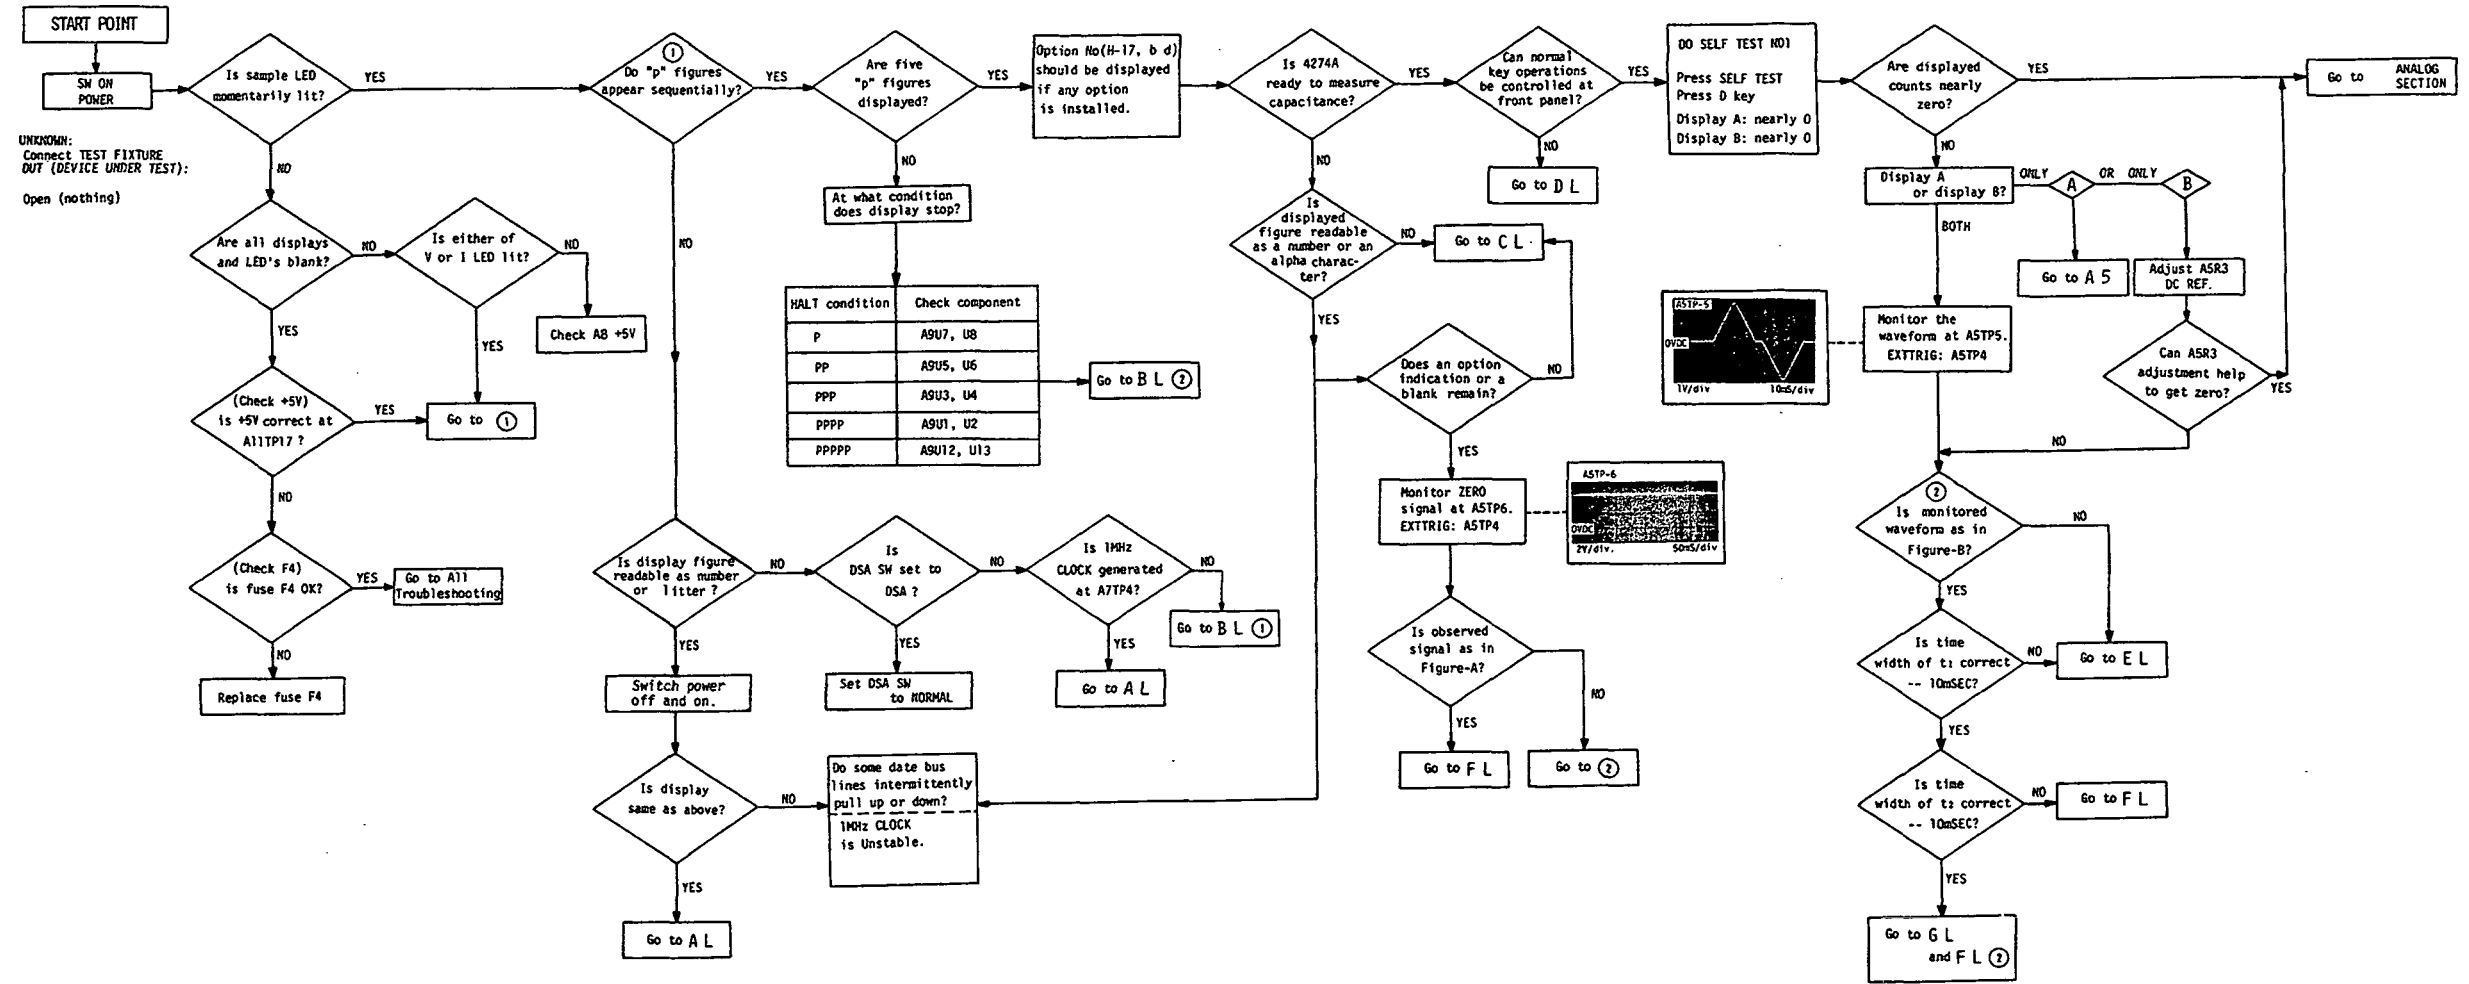 START POINT
SW ON
POWER
UNKNOWN:
Connect TEST FIXTURE
DUT (DEVICE UNDER TEST):
Open (nothing)
Is sample LED
momentarily lit?
YES
NO
Are all displays
and LED's blank?
NO
YES
Is either of
V or I LED lit?
NO
YES
Check A8 +5V
(Check +5V)
is +5V correct at
A11TP17 ?
YES
NO
Go to ①
(Check F4)
is fuse F4 OK?
YES
NO
Go to A11
Troubleshooting
Replace fuse F4
①
Do "p" figures
appear sequentially?
YES
NO
Are five
"p" figures
displayed?
YES
NO
At what condition
does display stop?
HALT condition Check component
P A9U7, U8
PP A9U5, U6
PPP A9U3, U4
PPPP A9U1, U2
PPPPP A9U12, U13
Go to B L ②
Is display figure
readable as number
or litter ?
NO
YES
Is
DSA SW set to
DSA ?
NO
YES
Set DSA SW
to NORMAL
Is 1MHz
CLOCK generated
at A7TP4?
NO
YES
Go to B L ①
Go to A L
Switch power
off and on.
Is display
same as above?
NO
YES
Go to A L
Do some date bus
lines intermittently
pull up or down?
1MHz CLOCK
is Unstable.
Option No(H-17, b d)
should be displayed
if any option
is installed.
Is 4274A
ready to measure
capacitance?
YES
NO
Is
displayed
figure readable
as a number or an
alpha charac-
ter?
NO
YES
Go to C L
Does an option
indication or a
blank remain?
NO
YES
Monitor ZERO
signal at A5TP6.
EXTTRIG: A5TP4
A5TP-6
0VDC
2V/div. 50mS/div
Is observed
signal as in
Figure-A?
NO
YES
Go to F L
Go to ②
Can normal
key operations
be controlled at
front panel?
YES
NO
Go to D L
DO SELF TEST NO1
Press SELF TEST
Press D key
Display A: nearly 0
Display B: nearly 0
Are displayed
counts nearly
zero?
YES
NO
Go to ANALOG
SECTION
Display A
or display B?
ONLY
A
OR ONLY
B
BOTH
Go to A 5
Adjust A5R3
DC REF.
Can A5R3
adjustment help
to get zero?
YES
NO
A5TP-5
0VDC
1V/div 10mS/div
Monitor the
waveform at A5TP5.
EXTTRIG: A5TP4
②
Is monitored
waveform as in
Figure-B?
NO
YES
Is time
width of t₁ correct
-- 10mSEC?
NO
YES
Go to E L
Is time
width of t₂ correct
-- 10mSEC?
NO
YES
Go to F L
Go to G L
and F L ②